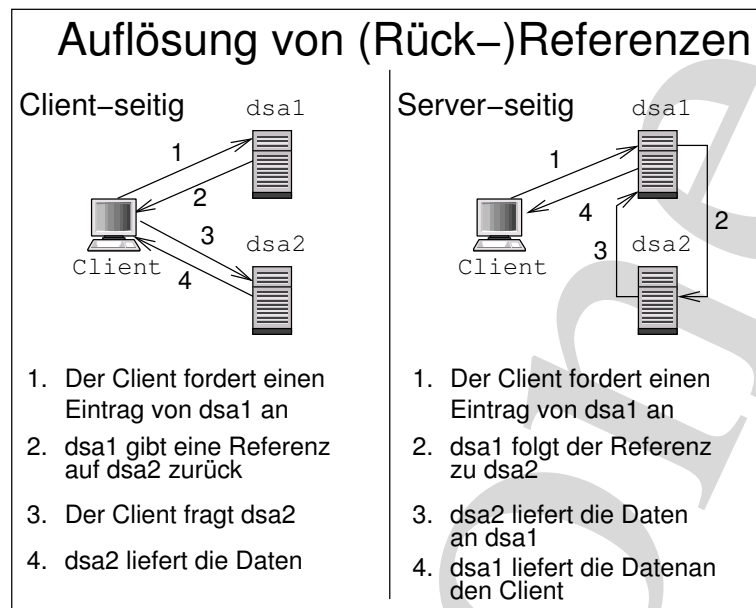 Auflösung von (Rück–)Referenzen
Client–seitig
dsa1
1
2
3
Client
4
dsa2
1. Der Client fordert einen
Eintrag von dsa1 an
2. dsa1 gibt eine Referenz
auf dsa2 zurück
3. Der Client fragt dsa2
4. dsa2 liefert die Daten
Server–seitig
dsa1
1
4
2
3
dsa2
Client
1. Der Client fordert einen
Eintrag von dsa1 an
2. dsa1 folgt der Referenz
zu dsa2
3. dsa2 liefert die Daten
an dsa1
4. dsa1 liefert die Datenan
den Client